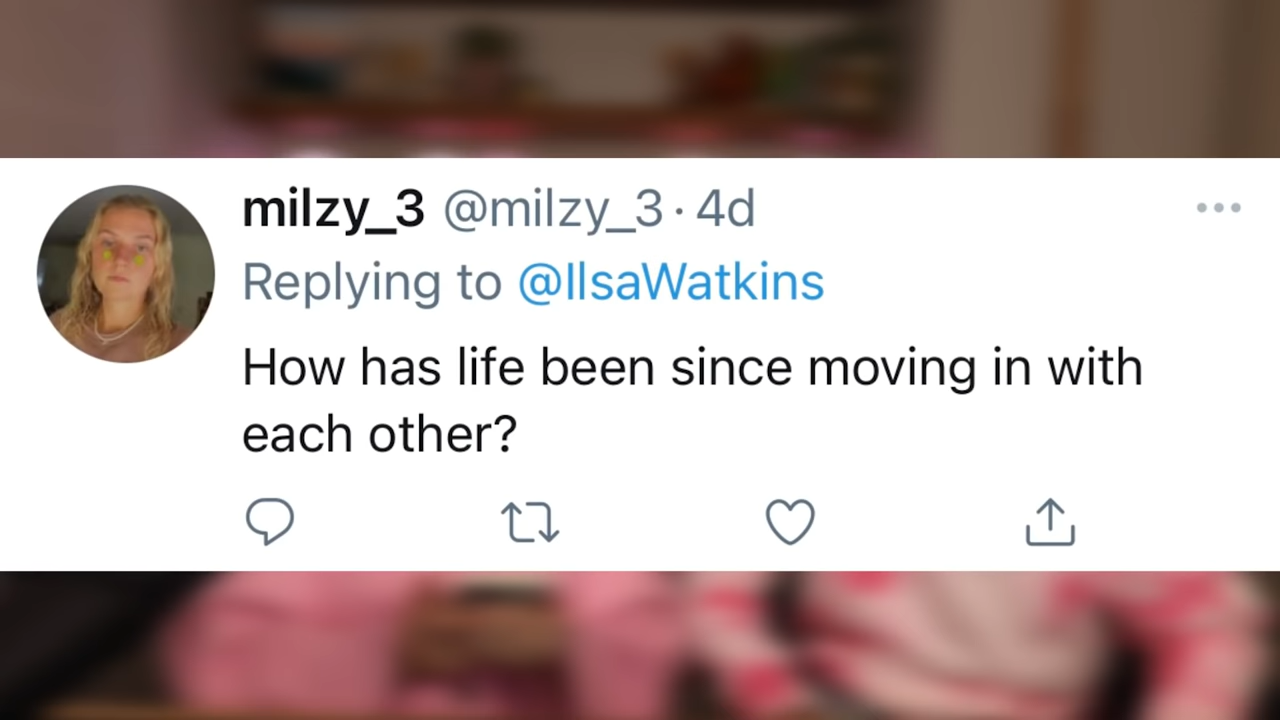 milzy_3 @milzy_3 · 4d
Replying to @IlsaWatkins
How has life been since moving in with
each other?